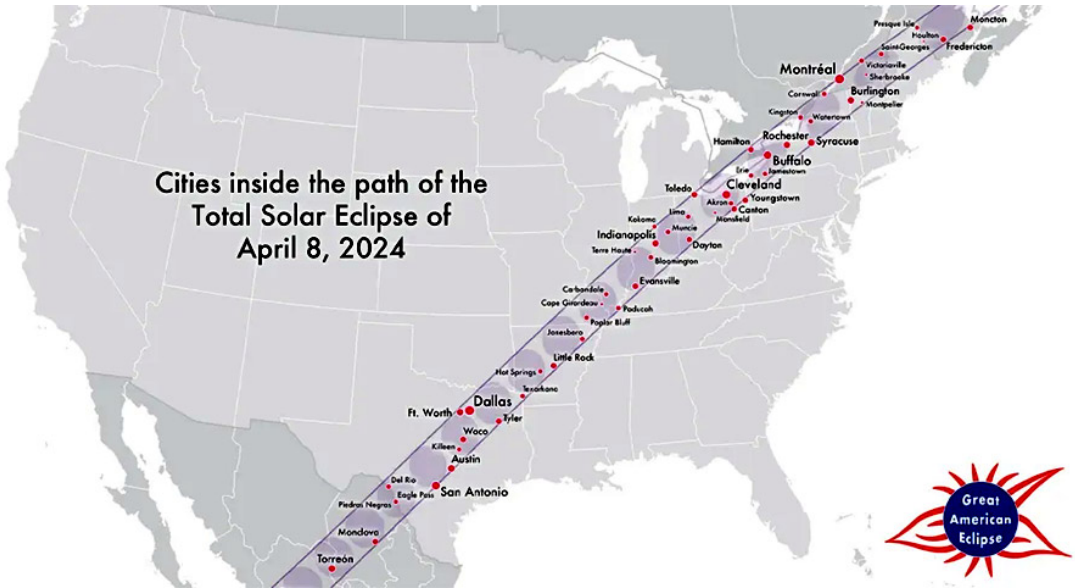 Cities inside the path of the
Total Solar Eclipse of
April 8, 2024
Presque Isle
Moncton
Houlton
Fredericton
Saint-Georges
Victoriaville
Montréal
Sherbrooke
Cornwall
Burlington
Montpelier
Kingston
Watertown
Rochester
Hamilton
Syracuse
Buffalo
Erie
Jamestown
Toledo
Cleveland
Akron
Youngstown
Canton
Lima
Mansfield
Kokomo
Muncie
Indianapolis
Dayton
Terre Haute
Bloomington
Evansville
Carbondale
Cape Girardeau
Paducah
Poplar Bluff
Jonesboro
Little Rock
Hot Springs
Texarkana
Dallas
Ft. Worth
Tyler
Waco
Killeen
Austin
Del Rio
San Antonio
Eagle Pass
Piedras Negras
Monclova
Torreón
Great
American
Eclipse